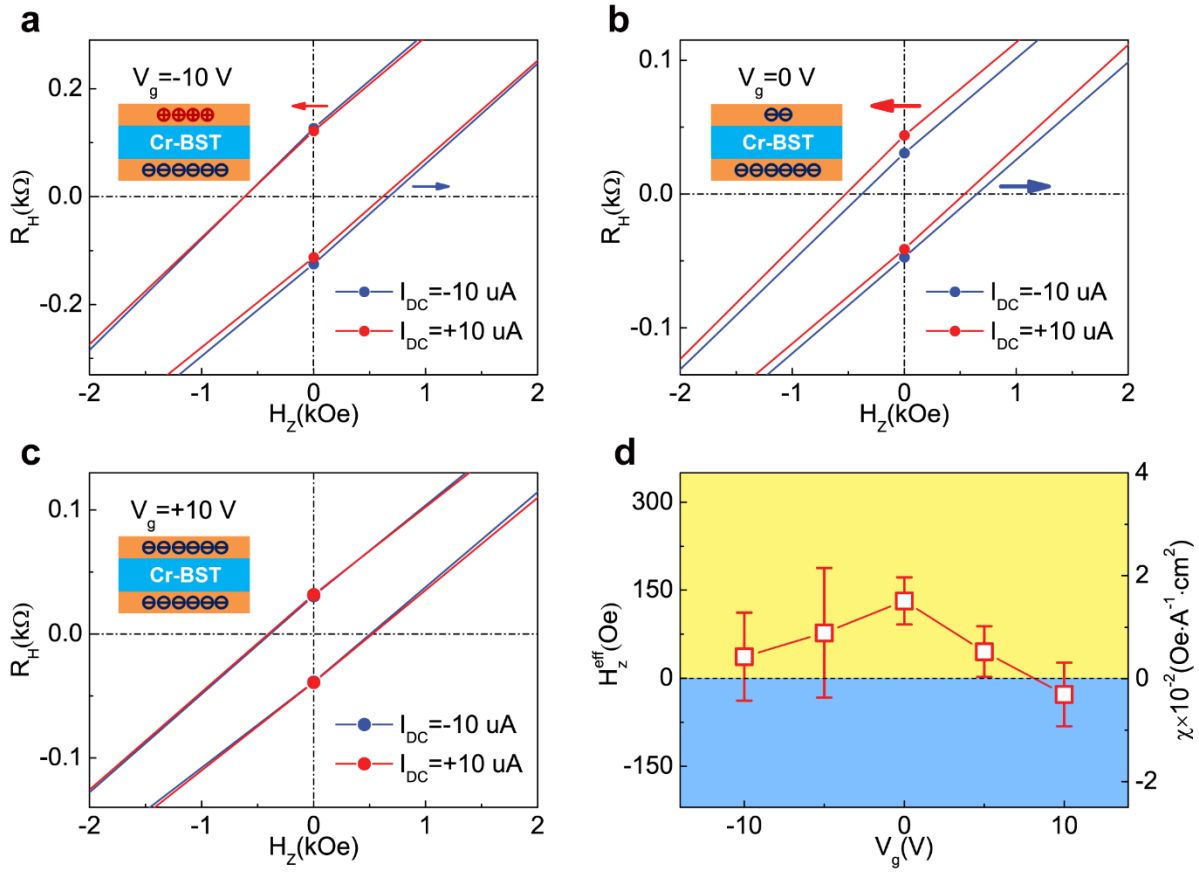 a
V_g=-10 V
⊕⊕⊕⊕
Cr-BST
⊖⊖⊖⊖⊖⊖
I_DC=-10 uA
I_DC=+10 uA
0.2
0.0
-0.2
R_H(kΩ)
-2
-1
0
1
2
H_Z(kOe)
b
V_g=0 V
⊖⊖
Cr-BST
⊖⊖⊖⊖⊖⊖
I_DC=-10 uA
I_DC=+10 uA
0.1
0.0
-0.1
R_H(kΩ)
-2
-1
0
1
2
H_Z(kOe)
c
V_g=+10 V
⊖⊖⊖⊖⊖⊖
Cr-BST
⊖⊖⊖⊖⊖⊖
I_DC=-10 uA
I_DC=+10 uA
0.1
0.0
-0.1
R_H(kΩ)
-2
-1
0
1
2
H_Z(kOe)
d
300
150
0
-150
H_z^eff(Oe)
4
2
0
-2
χ×10^-2(Oe·A^-1·cm^2)
-10
0
10
V_g(V)